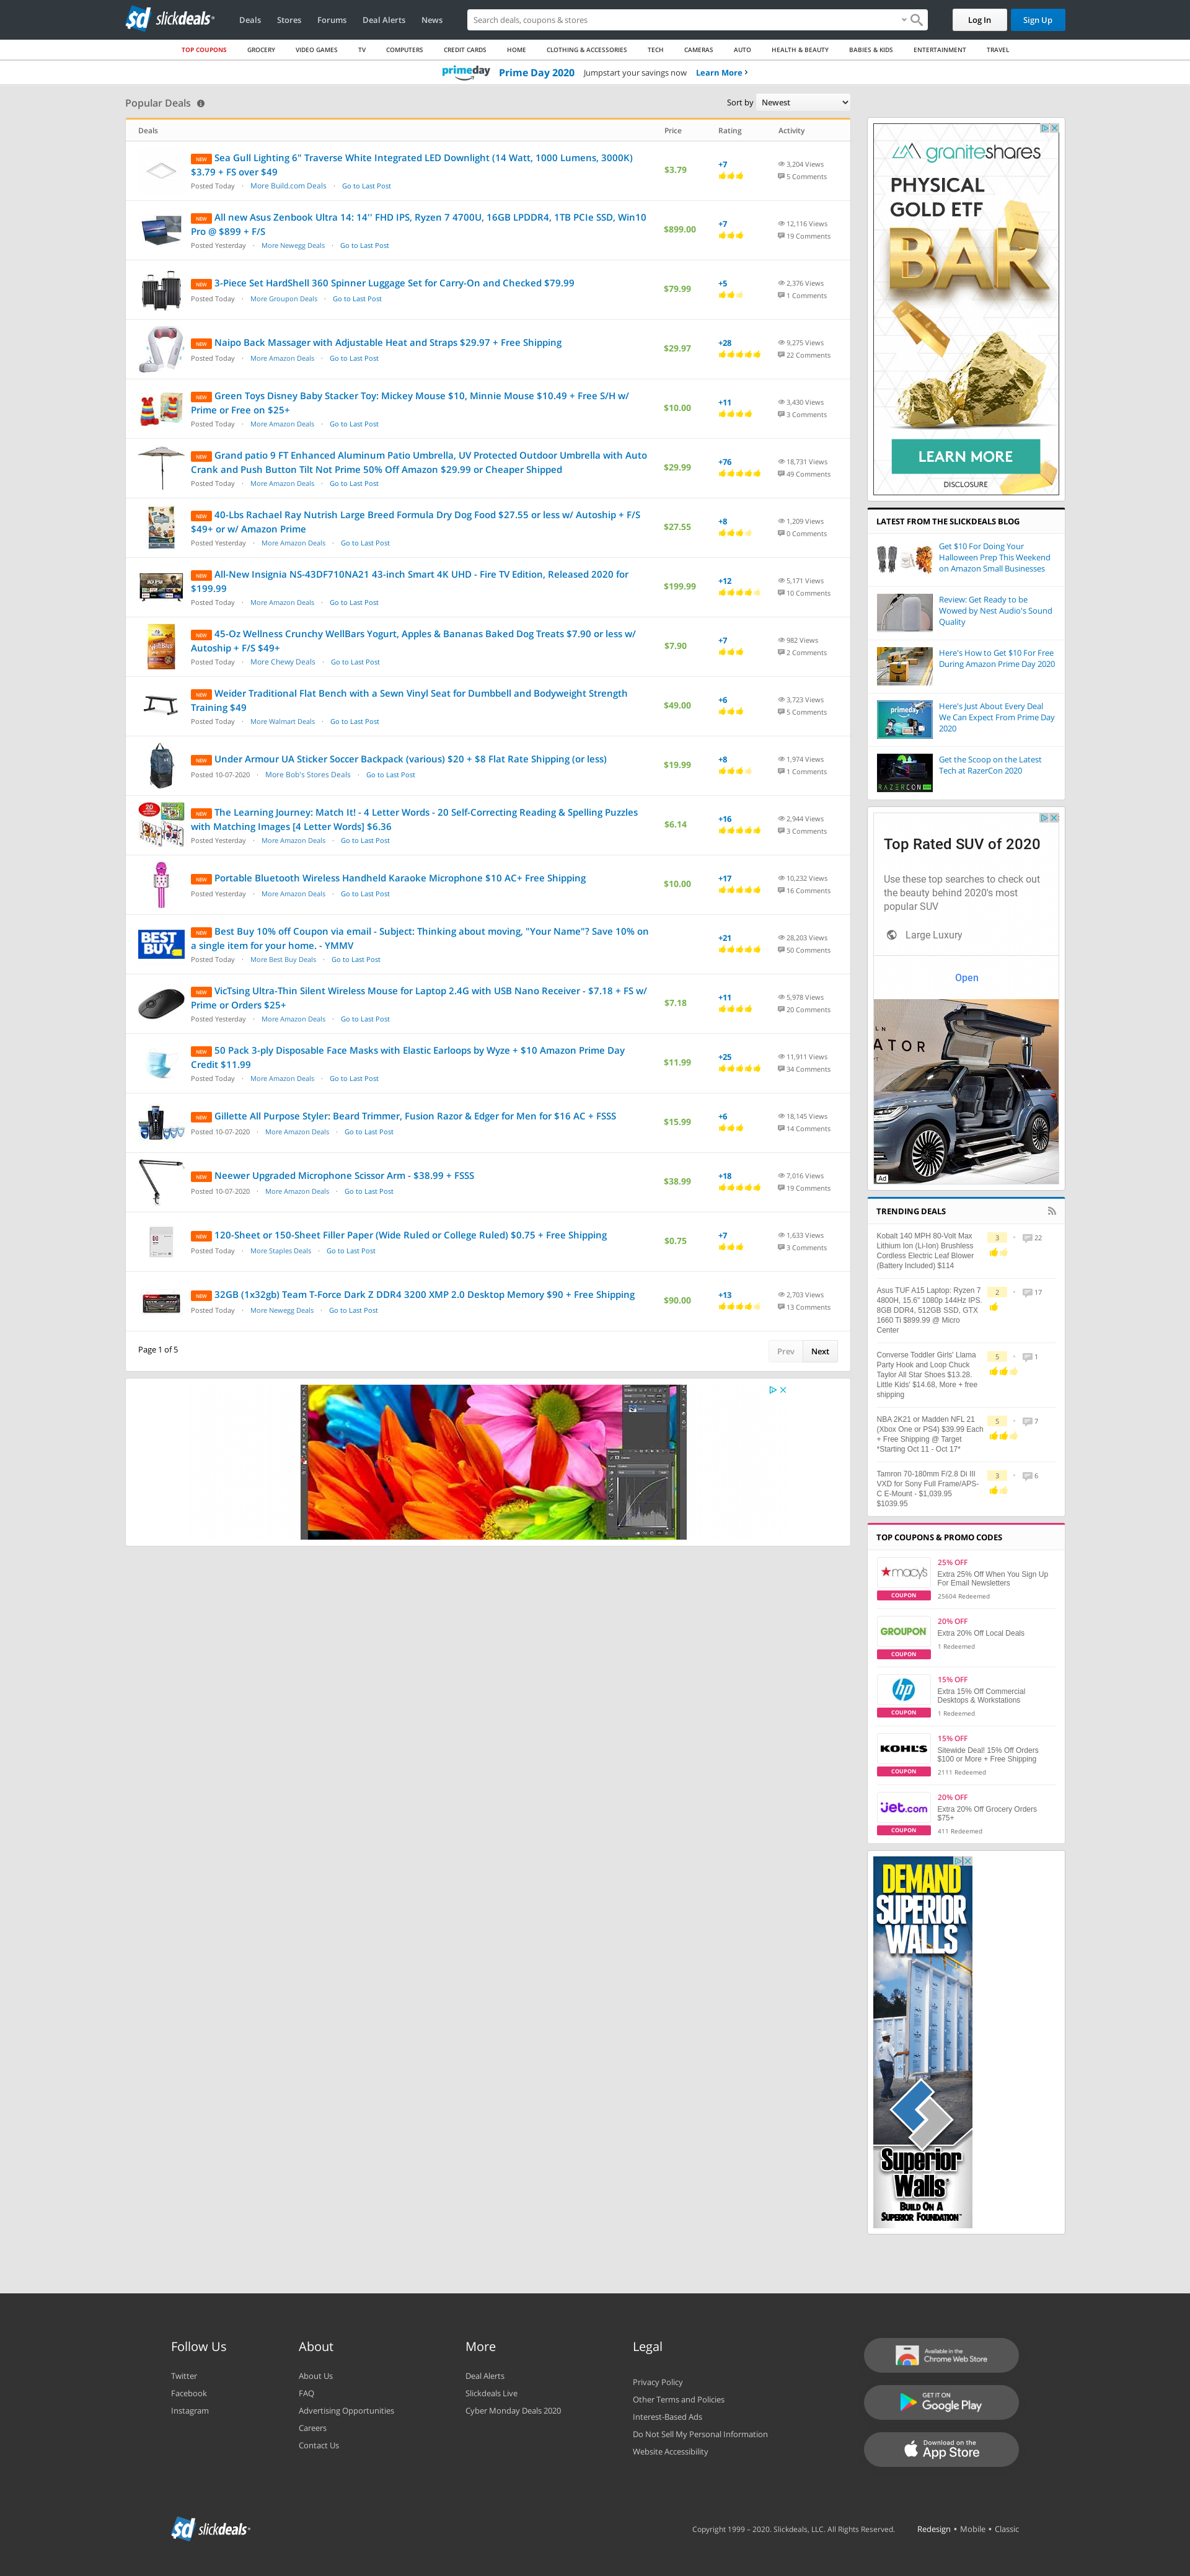 sd slickdeals
Deals Stores Forums Deal Alerts News
Search deals, coupons & stores
Log In Sign Up
TOP COUPONS GROCERY VIDEO GAMES TV COMPUTERS CREDIT CARDS HOME CLOTHING & ACCESSORIES TECH CAMERAS AUTO HEALTH & BEAUTY BABIES & KIDS ENTERTAINMENT TRAVEL
primeday Prime Day 2020 Jumpstart your savings now Learn More
Popular Deals
Sort by Newest
Deals Price Rating Activity
NEW Sea Gull Lighting 6" Traverse White Integrated LED Downlight (14 Watt, 1000 Lumens, 3000K)
$3.79 + FS over $49
Posted Today · More Build.com Deals · Go to Last Post
$3.79
+7
3,204 Views
5 Comments
NEW All new Asus Zenbook Ultra 14: 14'' FHD IPS, Ryzen 7 4700U, 16GB LPDDR4, 1TB PCIe SSD, Win10
Pro @ $899 + F/S
Posted Yesterday · More Newegg Deals · Go to Last Post
$899.00
+7
12,116 Views
19 Comments
NEW 3-Piece Set HardShell 360 Spinner Luggage Set for Carry-On and Checked $79.99
Posted Today · More Groupon Deals · Go to Last Post
$79.99
+5
2,376 Views
1 Comments
NEW Naipo Back Massager with Adjustable Heat and Straps $29.97 + Free Shipping
Posted Today · More Amazon Deals · Go to Last Post
$29.97
+28
9,275 Views
22 Comments
NEW Green Toys Disney Baby Stacker Toy: Mickey Mouse $10, Minnie Mouse $10.49 + Free S/H w/
Prime or Free on $25+
Posted Today · More Amazon Deals · Go to Last Post
$10.00
+11
3,430 Views
3 Comments
NEW Grand patio 9 FT Enhanced Aluminum Patio Umbrella, UV Protected Outdoor Umbrella with Auto
Crank and Push Button Tilt Not Prime 50% Off Amazon $29.99 or Cheaper Shipped
Posted Today · More Amazon Deals · Go to Last Post
$29.99
+76
18,731 Views
49 Comments
NEW 40-Lbs Rachael Ray Nutrish Large Breed Formula Dry Dog Food $27.55 or less w/ Autoship + F/S
$49+ or w/ Amazon Prime
Posted Yesterday · More Amazon Deals · Go to Last Post
$27.55
+8
1,209 Views
0 Comments
NEW All-New Insignia NS-43DF710NA21 43-inch Smart 4K UHD - Fire TV Edition, Released 2020 for
$199.99
Posted Today · More Amazon Deals · Go to Last Post
$199.99
+12
5,171 Views
10 Comments
NEW 45-Oz Wellness Crunchy WellBars Yogurt, Apples & Bananas Baked Dog Treats $7.90 or less w/
Autoship + F/S $49+
Posted Today · More Chewy Deals · Go to Last Post
$7.90
+7
982 Views
2 Comments
NEW Weider Traditional Flat Bench with a Sewn Vinyl Seat for Dumbbell and Bodyweight Strength
Training $49
Posted Today · More Walmart Deals · Go to Last Post
$49.00
+6
3,723 Views
5 Comments
NEW Under Armour UA Sticker Soccer Backpack (various) $20 + $8 Flat Rate Shipping (or less)
Posted 10-07-2020 · More Bob's Stores Deals · Go to Last Post
$19.99
+8
1,974 Views
1 Comments
NEW The Learning Journey: Match It! - 4 Letter Words - 20 Self-Correcting Reading & Spelling Puzzles
with Matching Images [4 Letter Words] $6.36
Posted Yesterday · More Amazon Deals · Go to Last Post
$6.14
+16
2,944 Views
3 Comments
NEW Portable Bluetooth Wireless Handheld Karaoke Microphone $10 AC+ Free Shipping
Posted Yesterday · More Amazon Deals · Go to Last Post
$10.00
+17
10,232 Views
16 Comments
BEST BUY
NEW Best Buy 10% off Coupon via email - Subject: Thinking about moving, "Your Name"? Save 10% on
a single item for your home. - YMMV
Posted Today · More Best Buy Deals · Go to Last Post
+21
28,203 Views
50 Comments
NEW VicTsing Ultra-Thin Silent Wireless Mouse for Laptop 2.4G with USB Nano Receiver - $7.18 + FS w/
Prime or Orders $25+
Posted Yesterday · More Amazon Deals · Go to Last Post
$7.18
+11
5,978 Views
20 Comments
NEW 50 Pack 3-ply Disposable Face Masks with Elastic Earloops by Wyze + $10 Amazon Prime Day
Credit $11.99
Posted Today · More Amazon Deals · Go to Last Post
$11.99
+25
11,911 Views
34 Comments
NEW Gillette All Purpose Styler: Beard Trimmer, Fusion Razor & Edger for Men for $16 AC + FSSS
Posted 10-07-2020 · More Amazon Deals · Go to Last Post
$15.99
+6
18,145 Views
14 Comments
NEW Neewer Upgraded Microphone Scissor Arm - $38.99 + FSSS
Posted 10-07-2020 · More Amazon Deals · Go to Last Post
$38.99
+18
7,016 Views
19 Comments
NEW 120-Sheet or 150-Sheet Filler Paper (Wide Ruled or College Ruled) $0.75 + Free Shipping
Posted Today · More Staples Deals · Go to Last Post
$0.75
+7
1,633 Views
3 Comments
NEW 32GB (1x32gb) Team T-Force Dark Z DDR4 3200 XMP 2.0 Desktop Memory $90 + Free Shipping
Posted Today · More Newegg Deals · Go to Last Post
$90.00
+13
2,703 Views
13 Comments
Page 1 of 5
Prev Next
graniteshares
PHYSICAL
GOLD ETF
BAR
LEARN MORE
DISCLOSURE
LATEST FROM THE SLICKDEALS BLOG
Get $10 For Doing Your
Halloween Prep This Weekend
on Amazon Small Businesses
Review: Get Ready to be
Wowed by Nest Audio's Sound
Quality
Here's How to Get $10 For Free
During Amazon Prime Day 2020
primeday
Here's Just About Every Deal
We Can Expect From Prime Day
2020
RAZERCON
Get the Scoop on the Latest
Tech at RazerCon 2020
Top Rated SUV of 2020
Use these top searches to check out
the beauty behind 2020's most
popular SUV
Large Luxury
Open
Ad
TRENDING DEALS
Kobalt 140 MPH 80-Volt Max
Lithium Ion (Li-Ion) Brushless
Cordless Electric Leaf Blower
(Battery Included) $114
3 · 22
Asus TUF A15 Laptop: Ryzen 7
4800H, 15.6" 1080p 144Hz IPS,
8GB DDR4, 512GB SSD, GTX
1660 Ti $899.99 @ Micro
Center
2 · 17
Converse Toddler Girls' Llama
Party Hook and Loop Chuck
Taylor All Star Shoes $13.28.
Little Kids' $14.68, More + free
shipping
5 · 1
NBA 2K21 or Madden NFL 21
(Xbox One or PS4) $39.99 Each
+ Free Shipping @ Target
*Starting Oct 11 - Oct 17*
5 · 7
Tamron 70-180mm F/2.8 Di III
VXD for Sony Full Frame/APS-
C E-Mount - $1,039.95
$1039.95
3 · 6
TOP COUPONS & PROMO CODES
macy's
COUPON
25% OFF
Extra 25% Off When You Sign Up
For Email Newsletters
25604 Redeemed
GROUPON
COUPON
20% OFF
Extra 20% Off Local Deals
1 Redeemed
hp
COUPON
15% OFF
Extra 15% Off Commercial
Desktops & Workstations
1 Redeemed
KOHL'S
COUPON
15% OFF
Sitewide Deal! 15% Off Orders
$100 or More + Free Shipping
2111 Redeemed
jet.com
COUPON
20% OFF
Extra 20% Off Grocery Orders
$75+
411 Redeemed
DEMAND
SUPERIOR
WALLS
Superior
Walls
BUILD ON A
SUPERIOR FOUNDATION
Follow Us
Twitter
Facebook
Instagram
About
About Us
FAQ
Advertising Opportunities
Careers
Contact Us
More
Deal Alerts
Slickdeals Live
Cyber Monday Deals 2020
Legal
Privacy Policy
Other Terms and Policies
Interest-Based Ads
Do Not Sell My Personal Information
Website Accessibility
Available in the
Chrome Web Store
GET IT ON
Google Play
Download on the
App Store
sd slickdeals
Copyright 1999 – 2020. Slickdeals, LLC. All Rights Reserved. Redesign • Mobile • Classic